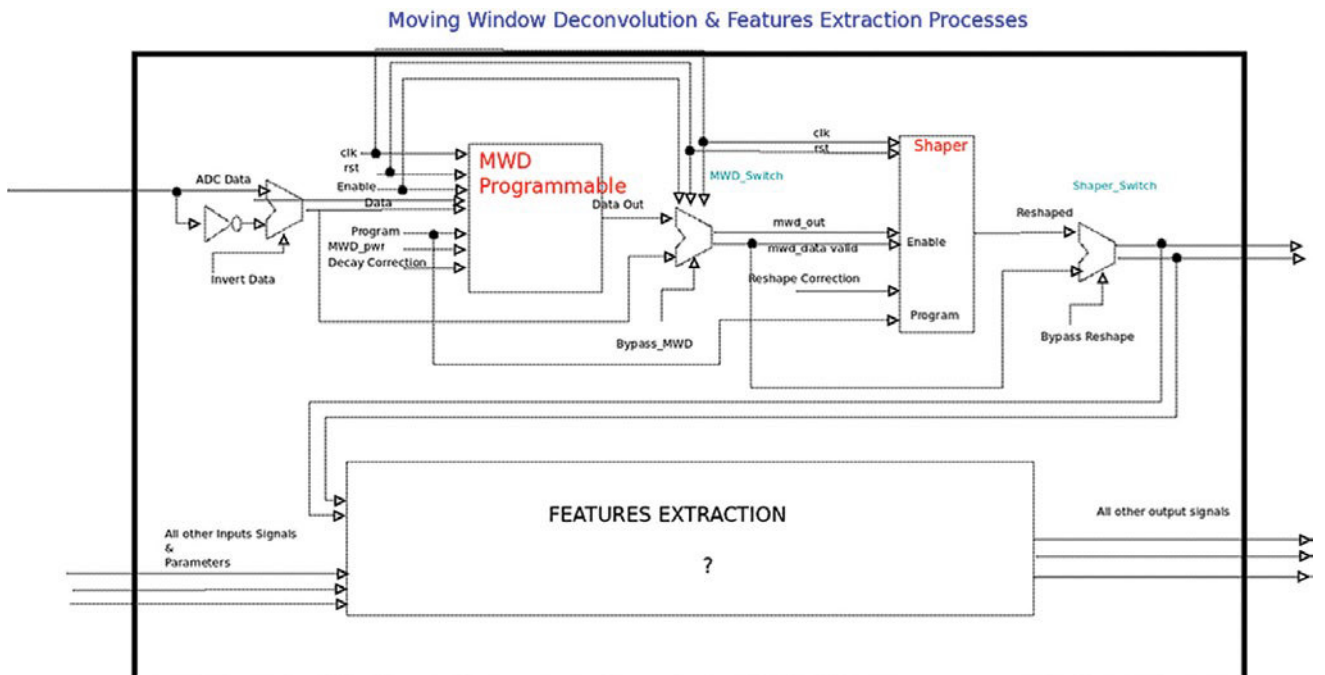 Moving Window Deconvolution & Features Extraction Processes
clk
rst
Enable
ADC Data
Data
Invert Data
Program
MWD_pwr
Decay Correction
MWD
Programmable
Data Out
MWD_Switch
Bypass_MWD
clk
rst
Shaper
mwd_out
mwd_data valid
Enable
Reshape Correction
Program
Shaper_Switch
Reshaped
Bypass Reshape
All other Inputs Signals
&
Parameters
FEATURES EXTRACTION
?
All other output signals